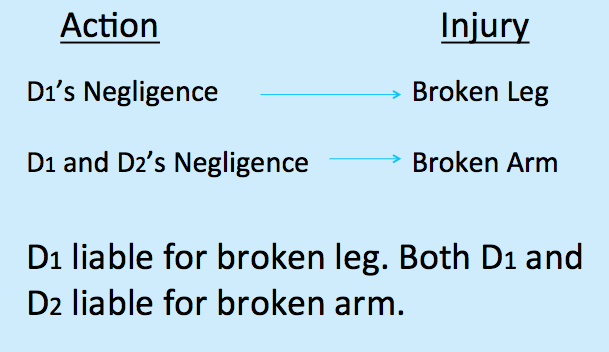 Action Injury
D1's Negligence Broken Leg
D1 and D2's Negligence Broken Arm
D1 liable for broken leg. Both D1 and
D2 liable for broken arm.